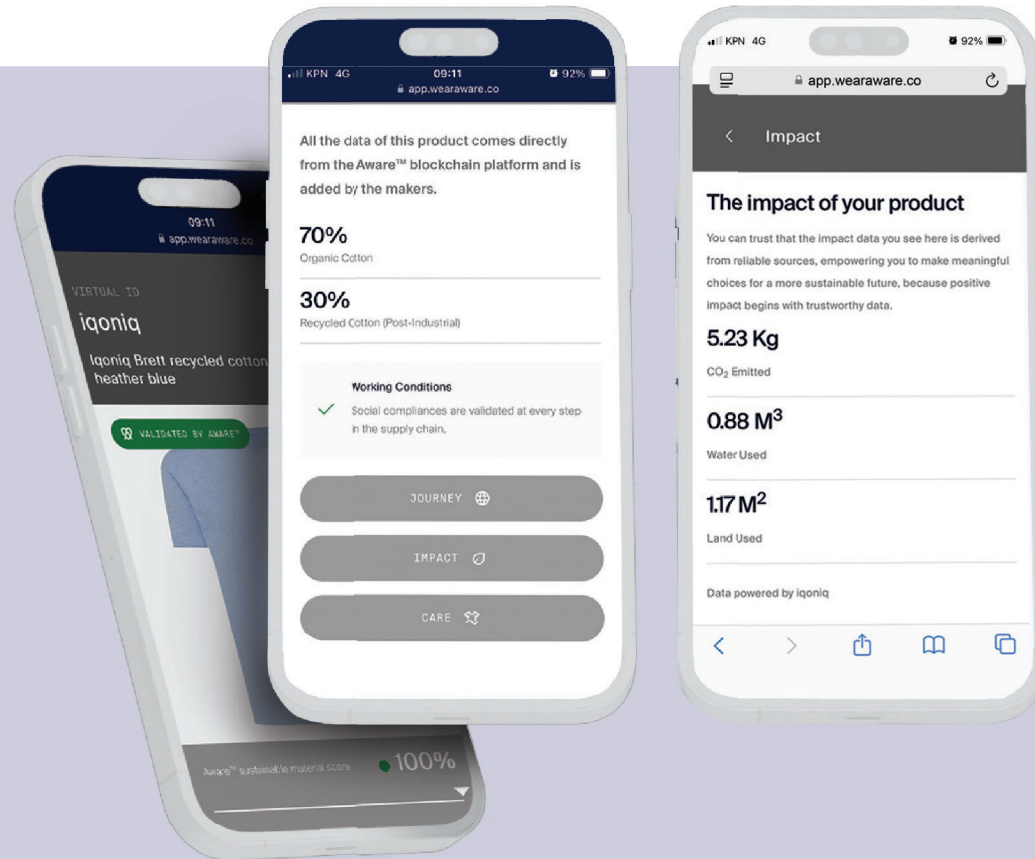 09:11
app.wearaware.co
VIRTUAL ID
iqoniq
Iqoniq Brett recycled cotton
heather blue
VALIDATED BY AWARE™
Aware™ sustainable material score
100%
KPN 4G
09:11
92%
app.wearaware.co
All the data of this product comes directly
from the Aware™ blockchain platform and is
added by the makers.
70%
Organic Cotton
30%
Recycled Cotton (Post-Industrial)
Working Conditions
Social compliances are validated at every step
in the supply chain.
JOURNEY
IMPACT
CARE
KPN 4G
92%
app.wearaware.co
Impact
The impact of your product
You can trust that the impact data you see here is derived
from reliable sources, empowering you to make meaningful
choices for a more sustainable future, because positive
impact begins with trustworthy data.
5.23 Kg
CO₂ Emitted
0.88 M³
Water Used
1.17 M²
Land Used
Data powered by iqoniq